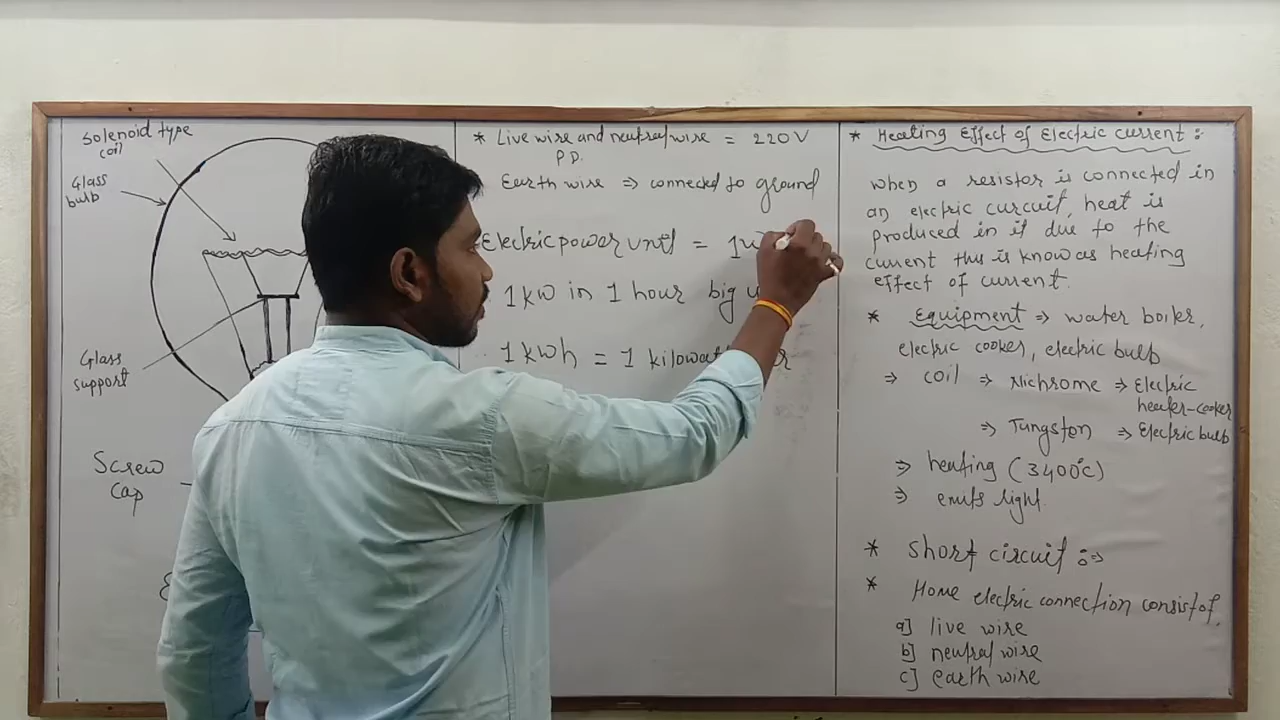 Solenoid type
coil
Glass
bulb
Glass
support
Screw
cap
* Live wire and neutral wire = 220V
P.D.
Earth wire ⇒ connected to ground
Electric power unit =
1 kw in 1 hour big
1 kwh = 1
* Heating Effect of Electric current :
when a resistor is connected in
an electric curcuit, heat is
produced in it due to the
current this is know as heating
effect of current.
* Equipment ⇒ water boiler,
electric cooker, electric bulb
⇒ coil ⇒ Nichrome ⇒ Electric
heater-cooker
⇒ Tungston ⇒ Electric bulb
⇒ heating (3400°C)
⇒ emits light.
* Short circuit :⇒
* Home electric connection consist of,
a] live wire
b] neutral wire
c] earth wire